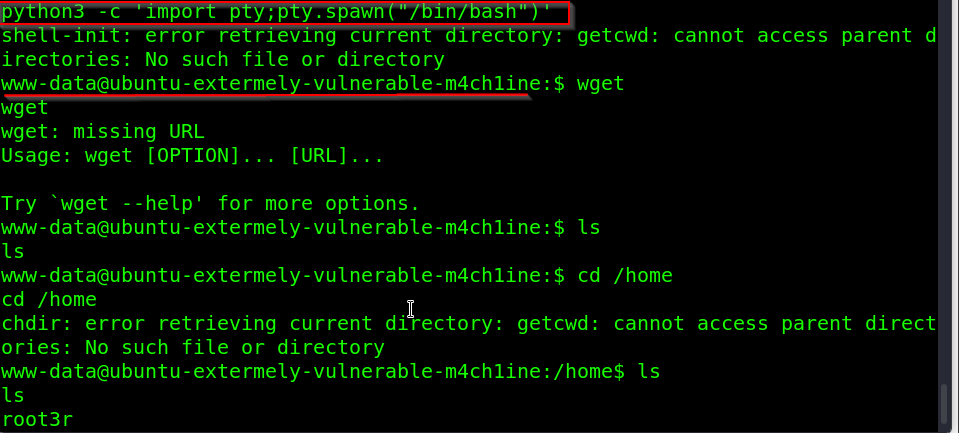 python3 -c 'import pty;pty.spawn("/bin/bash")'
shell-init: error retrieving current directory: getcwd: cannot access parent d
irectories: No such file or directory
www-data@ubuntu-extermely-vulnerable-m4ch1ine:$ wget
wget
wget: missing URL
Usage: wget [OPTION]... [URL]...

Try `wget --help' for more options.
www-data@ubuntu-extermely-vulnerable-m4ch1ine:$ ls
ls
www-data@ubuntu-extermely-vulnerable-m4ch1ine:$ cd /home
cd /home
chdir: error retrieving current directory: getcwd: cannot access parent direct
ories: No such file or directory
www-data@ubuntu-extermely-vulnerable-m4ch1ine:/home$ ls
ls
root3r